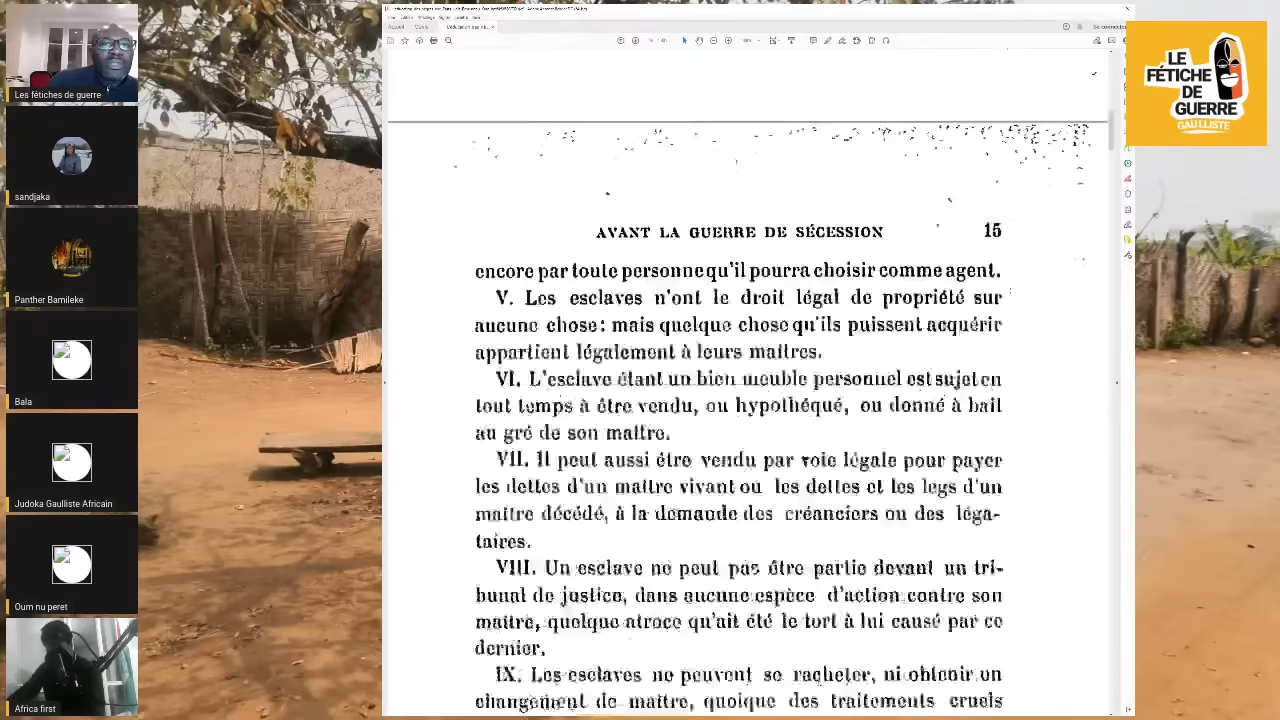 Les fétiches de guerre
sandjaka
Panther Bamileke
Bala
Judoka Gaulliste Africain
Oum nu peret
Africa first
Accueil
Se connecter
LE
FÉTICHE
DE
GUERRE
GAULLISTE
AVANT LA GUERRE DE SÉCESSION 15
encore par toute personne qu'il pourra choisir comme agent.
V. Les esclaves n'ont le droit légal de propriété sur
aucune chose: mais quelque chose qu'ils puissent acquérir
appartient légalement à leurs maîtres.
VI. L'esclave étant un bien meuble personnel est sujet en
tout temps à être vendu, ou hypothéqué, ou donné à bail
au gré de son maître.
VII. Il peut aussi être vendu par voie légale pour payer
les dettes d'un maître vivant ou les dettes et les legs d'un
maître décédé, à la demande des créanciers ou des léga-
taires.
VIII. Un esclave ne peut pas être partie devant un tri-
bunal de justice, dans aucune espèce d'action contre son
maître, quelque atroce qu'ait été le tort à lui causé par ce
dernier.
IX. Les esclaves ne peuvent se racheter, ni obtenir un
changement de maître, quoique des traitements cruels